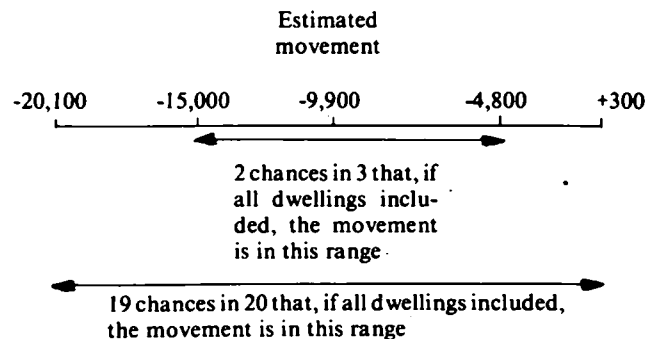 Estimated
movement
-20,100 -15,000 -9,900 -4,800 +300
2 chances in 3 that, if
all dwellings inclu-
ded, the movement
is in this range
19 chances in 20 that, if all dwellings included,
the movement is in this range